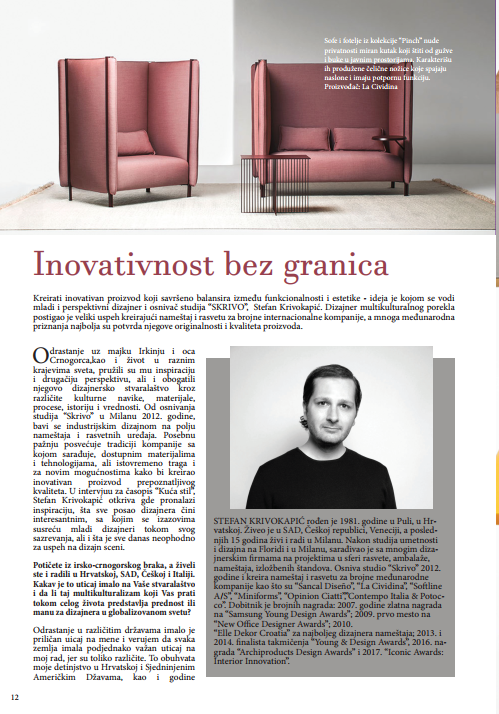 Sofe i fotelje iz kolekcije "Pinch" nude
privatnosti miran kutak koji štiti od gužve
i buke u javnim prostorijama. Karakterišu
ih produžene čelične nožice koje spajaju
naslone i imaju potpornu funkciju.
Proizvođač: La Cividina
Inovativnost bez granica
Kreirati inovativan proizvod koji savršeno balansira između funkcionalnosti i estetike - ideja je kojom se vodi
mladi i perspektivni dizajner i osnivač studija "SKRIVO", Stefan Krivokapić. Dizajner multikulturalnog porekla
postigao je veliki uspeh kreirajući nameštaj i rasvetu za brojne internacionalne kompanije, a mnoga međunarodna
priznanja najbolja su potvrda njegove originalnosti i kvaliteta proizvoda.
Odrastanje uz majku Irkinju i oca
Crnogorca,kao i život u raznim
krajevima sveta, pružili su mu inspiraciju
i drugačiju perspektivu, ali i obogatili
njegovo dizajnersko stvaralaštvo kroz
različite kulturne navike, materijale,
procese, istoriju i vrednosti. Od osnivanja
studija "Skrivo" u Milanu 2012. godine,
bavi se industrijskim dizajnom na polju
nameštaja i rasvetnih uređaja. Posebnu
pažnju posvećuje tradiciji kompanije sa
kojom sarađuje, dostupnim materijalima
i tehnologijama, ali istovremeno traga i
za novim mogućnostima kako bi kreirao
inovativan proizvod prepoznatljivog
kvaliteta. U intervjuu za časopis "Kuća stil",
Stefan Krivokapić otkriva gde pronalazi
inspiraciju, šta sve posao dizajnera čini
interesantnim, sa kojim se izazovima
susreću mladi dizajneri tokom svog
sazrevanja, ali i šta je sve danas neophodno
za uspeh na dizajn sceni.
Potičete iz irsko-crnogorskog braka, a živeli
ste i radili u Hrvatskoj, SAD, Češkoj i Italiji.
Kakav je to uticaj imalo na Vaše stvaralaštvo
i da li taj multikulturalizam koji Vas prati
tokom celog života predstavlja prednost ili
manu za dizajnera u globalizovanom svetu?
Odrastanje u različitim državama imalo je
priličan uticaj na mene i verujem da svaka
zemlja imala podjednako važan uticaj na
moj rad, jer su toliko različite. To obuhvata
moje detinjstvo u Hrvatskoj i Sjedninjenim
Američkim Džavama, kao i godine
STEFAN KRIVOKAPIĆ rođen je 1981. godine u Puli, u Hr-
vatskoj. Živeo je u SAD, Češkoj republici, Veneciji, a posled-
njih 15 godina živi i radi u Milanu. Nakon studija umetnosti
i dizajna na Floridi i u Milanu, sarađivao je sa mnogim diza-
jnerskim firmama na projektima u sferi rasvete, ambalaže,
nameštaja, izložbenih štandova. Osniva studio "Skrivo" 2012.
godine i kreira nameštaj i rasvetu za brojne međunarodne
kompanije kao što su "Sancal Diseño", "La Cividina", "Softline
A/S", "Miniforms", "Opinion Ciatti","Contempo Italia & Potoc-
co". Dobitnik je brojnih nagrada: 2007. godine zlatna nagrada
na "Samsung Young Design Awards"; 2009. prvo mesto na
"New Office Designer Awards"; 2010.
"Elle Dekor Croatia" za najboljeg dizajnera nameštaja; 2013. i
2014. finalista takmičenja "Young & Design Awards", 2016. na-
grada "Archiproducts Design Awards" i 2017. "Iconic Awards:
Interior Innovation".
12